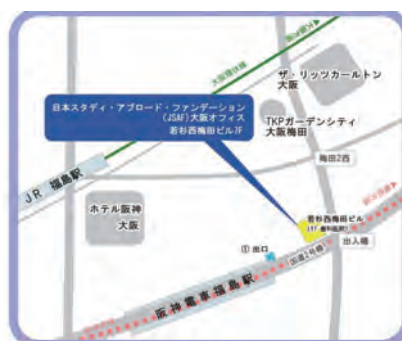 大阪環状線
ザ・リッツカールトン
大阪
日本スタディ・アブロード・ファンデーション
(JSAF)大阪オフィス
若杉西梅田ビル7F
TKPガーデンシティ
大阪梅田
梅田2西
JR 福島駅
ホテル阪神
大阪
若杉西梅田ビル
出入橋
① 出口
国道2号線
阪神電車福島駅